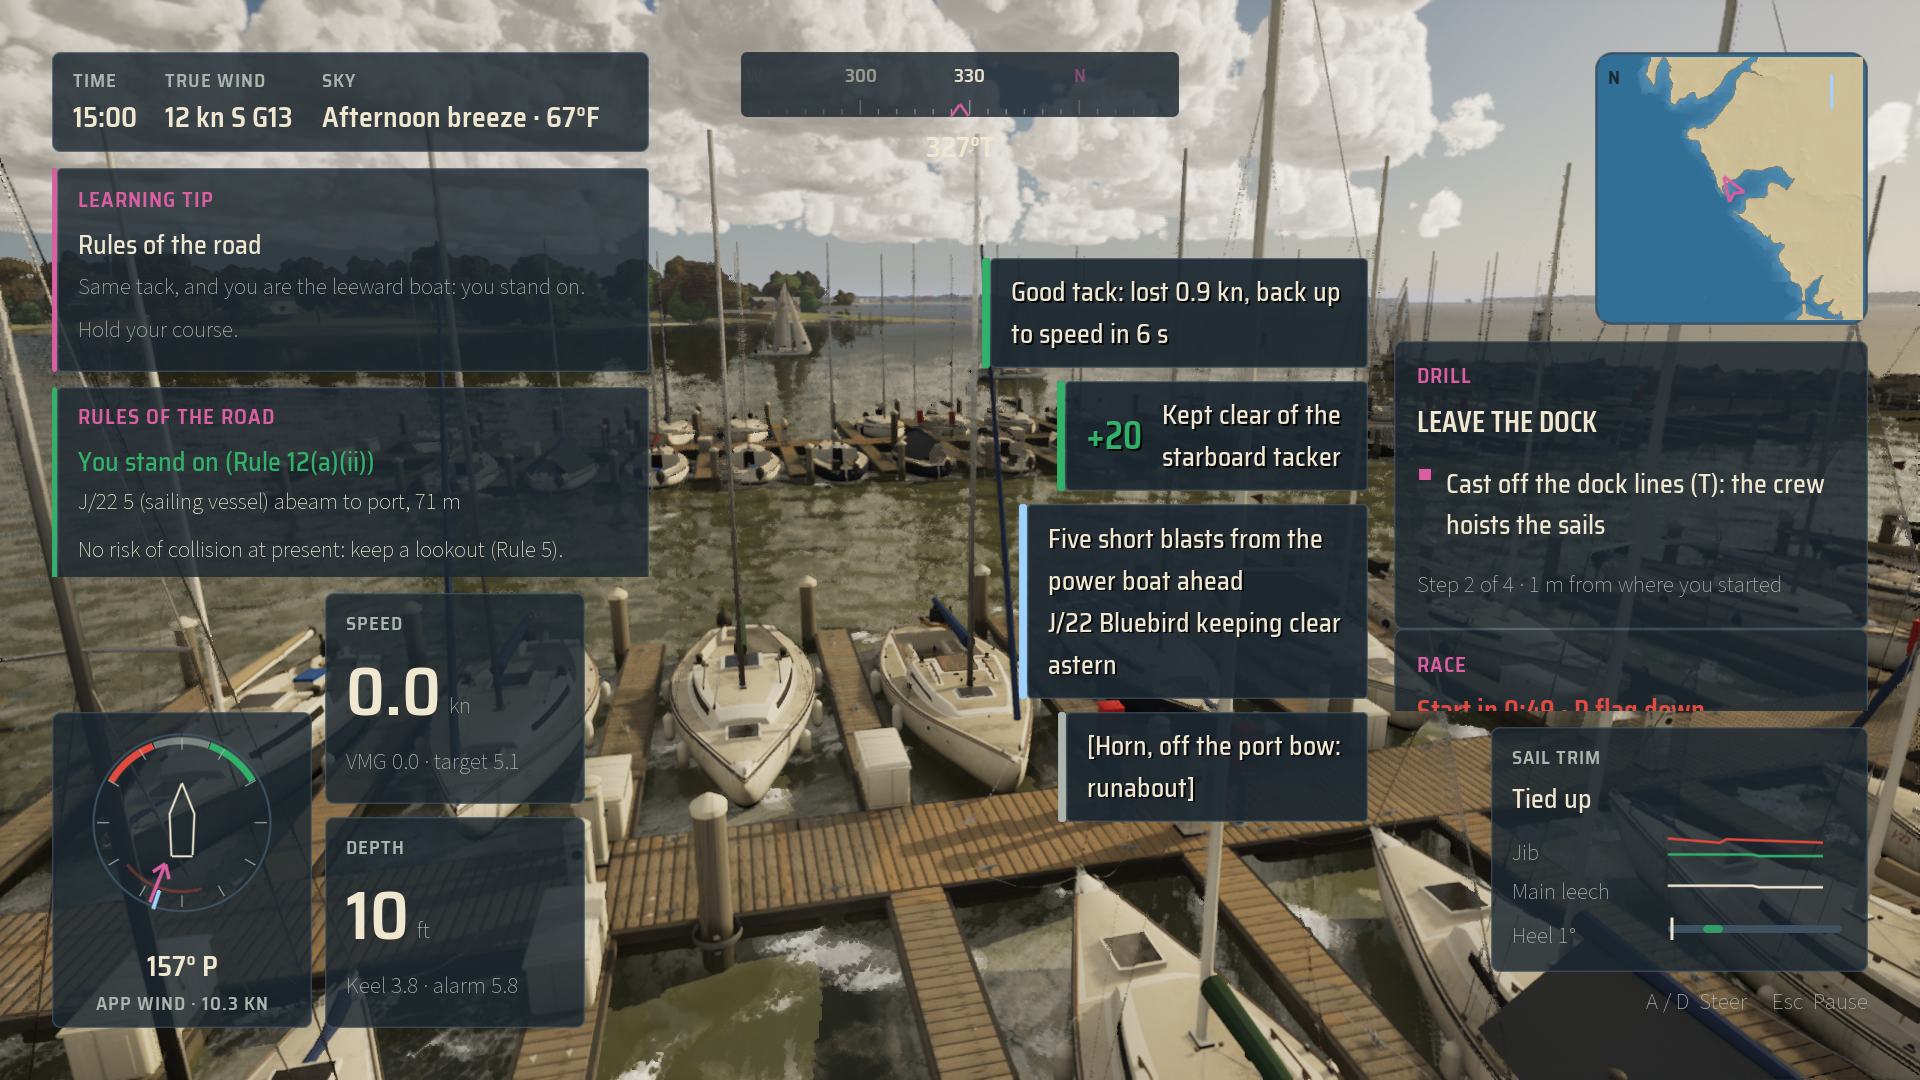 TIME
15:00
TRUE WIND
12 kn S G13
SKY
Afternoon breeze · 67°F
W 300 330 N
327°T
N
LEARNING TIP
Rules of the road
Same tack, and you are the leeward boat: you stand on.
Hold your course.
RULES OF THE ROAD
You stand on (Rule 12(a)(ii))
J/22 5 (sailing vessel) abeam to port, 71 m
No risk of collision at present: keep a lookout (Rule 5).
Good tack: lost 0.9 kn, back up
to speed in 6 s
+20
Kept clear of the
starboard tacker
Five short blasts from the
power boat ahead
J/22 Bluebird keeping clear
astern
[Horn, off the port bow:
runabout]
DRILL
LEAVE THE DOCK
Cast off the dock lines (T): the crew
hoists the sails
Step 2 of 4 · 1 m from where you started
RACE
Start in 0:49 · P flag down
SPEED
0.0 kn
VMG 0.0 · target 5.1
DEPTH
10 ft
Keel 3.8 · alarm 5.8
157° P
APP WIND · 10.3 KN
SAIL TRIM
Tied up
Jib
Main leech
Heel 1°
A / D Steer Esc Pause